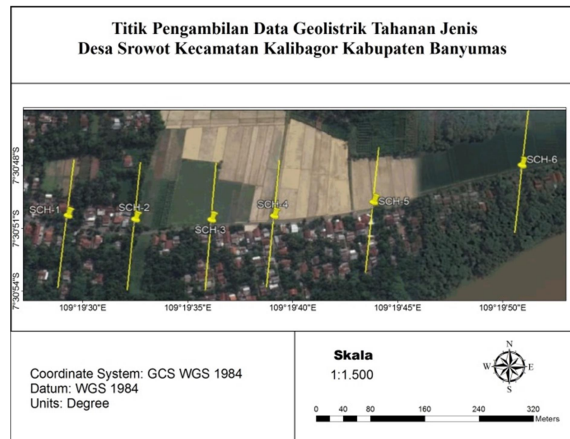 Titik Pengambilan Data Geolistrik Tahanan Jenis
Desa Srowot Kecamatan Kalibagor Kabupaten Banyumas
7°30'48"S
7°30'51"S
7°30'54"S
SCH-1
SCH-2
SCH-3
SCH-4
SCH-5
SCH-6
109°19'30"E
109°19'35"E
109°19'40"E
109°19'45"E
109°19'50"E
Coordinate System: GCS WGS 1984
Datum: WGS 1984
Units: Degree
Skala
1:1.500
N
W
E
S
0 40 80 160 240 320
Meters